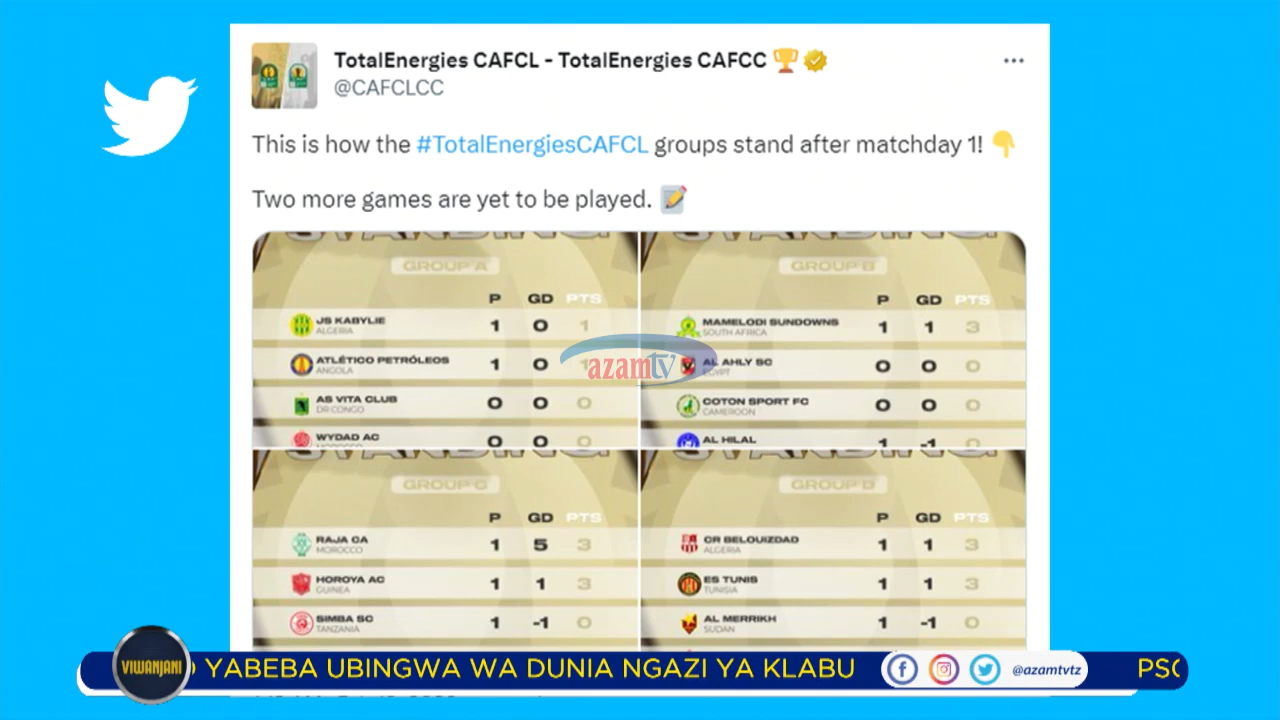 TotalEnergies CAFCL - TotalEnergies CAFCC
@CAFCLCC
This is how the #TotalEnergiesCAFCL groups stand after matchday 1!
Two more games are yet to be played.
GROUP A
P GD PTS
JS KABYLIE 1 0 1
ALGERIA
ATLÉTICO PETRÓLEOS 1 0
ANGOLA
AS VITA CLUB 0 0 0
DR CONGO
WYDAD AC 0 0 0
GROUP B
P GD PTS
MAMELODI SUNDOWNS 1 1 3
SOUTH AFRICA
AL AHLY SC 0 0 0
EGYPT
COTON SPORT FC 0 0 0
CAMEROON
AL HILAL 1 -1 0
azamtv
GROUP C
P GD PTS
RAJA CA 1 5 3
MOROCCO
HOROYA AC 1 1 3
GUINEA
SIMBA SC 1 -1 0
TANZANIA
GROUP D
P GD PTS
CR BELOUIZDAD 1 1 3
ALGERIA
ES TUNIS 1 1 3
TUNISIA
AL MERRIKH 1 -1 0
SUDAN
VIWANJANI
YABEBA UBINGWA WA DUNIA NGAZI YA KLABU
@azamtvtz